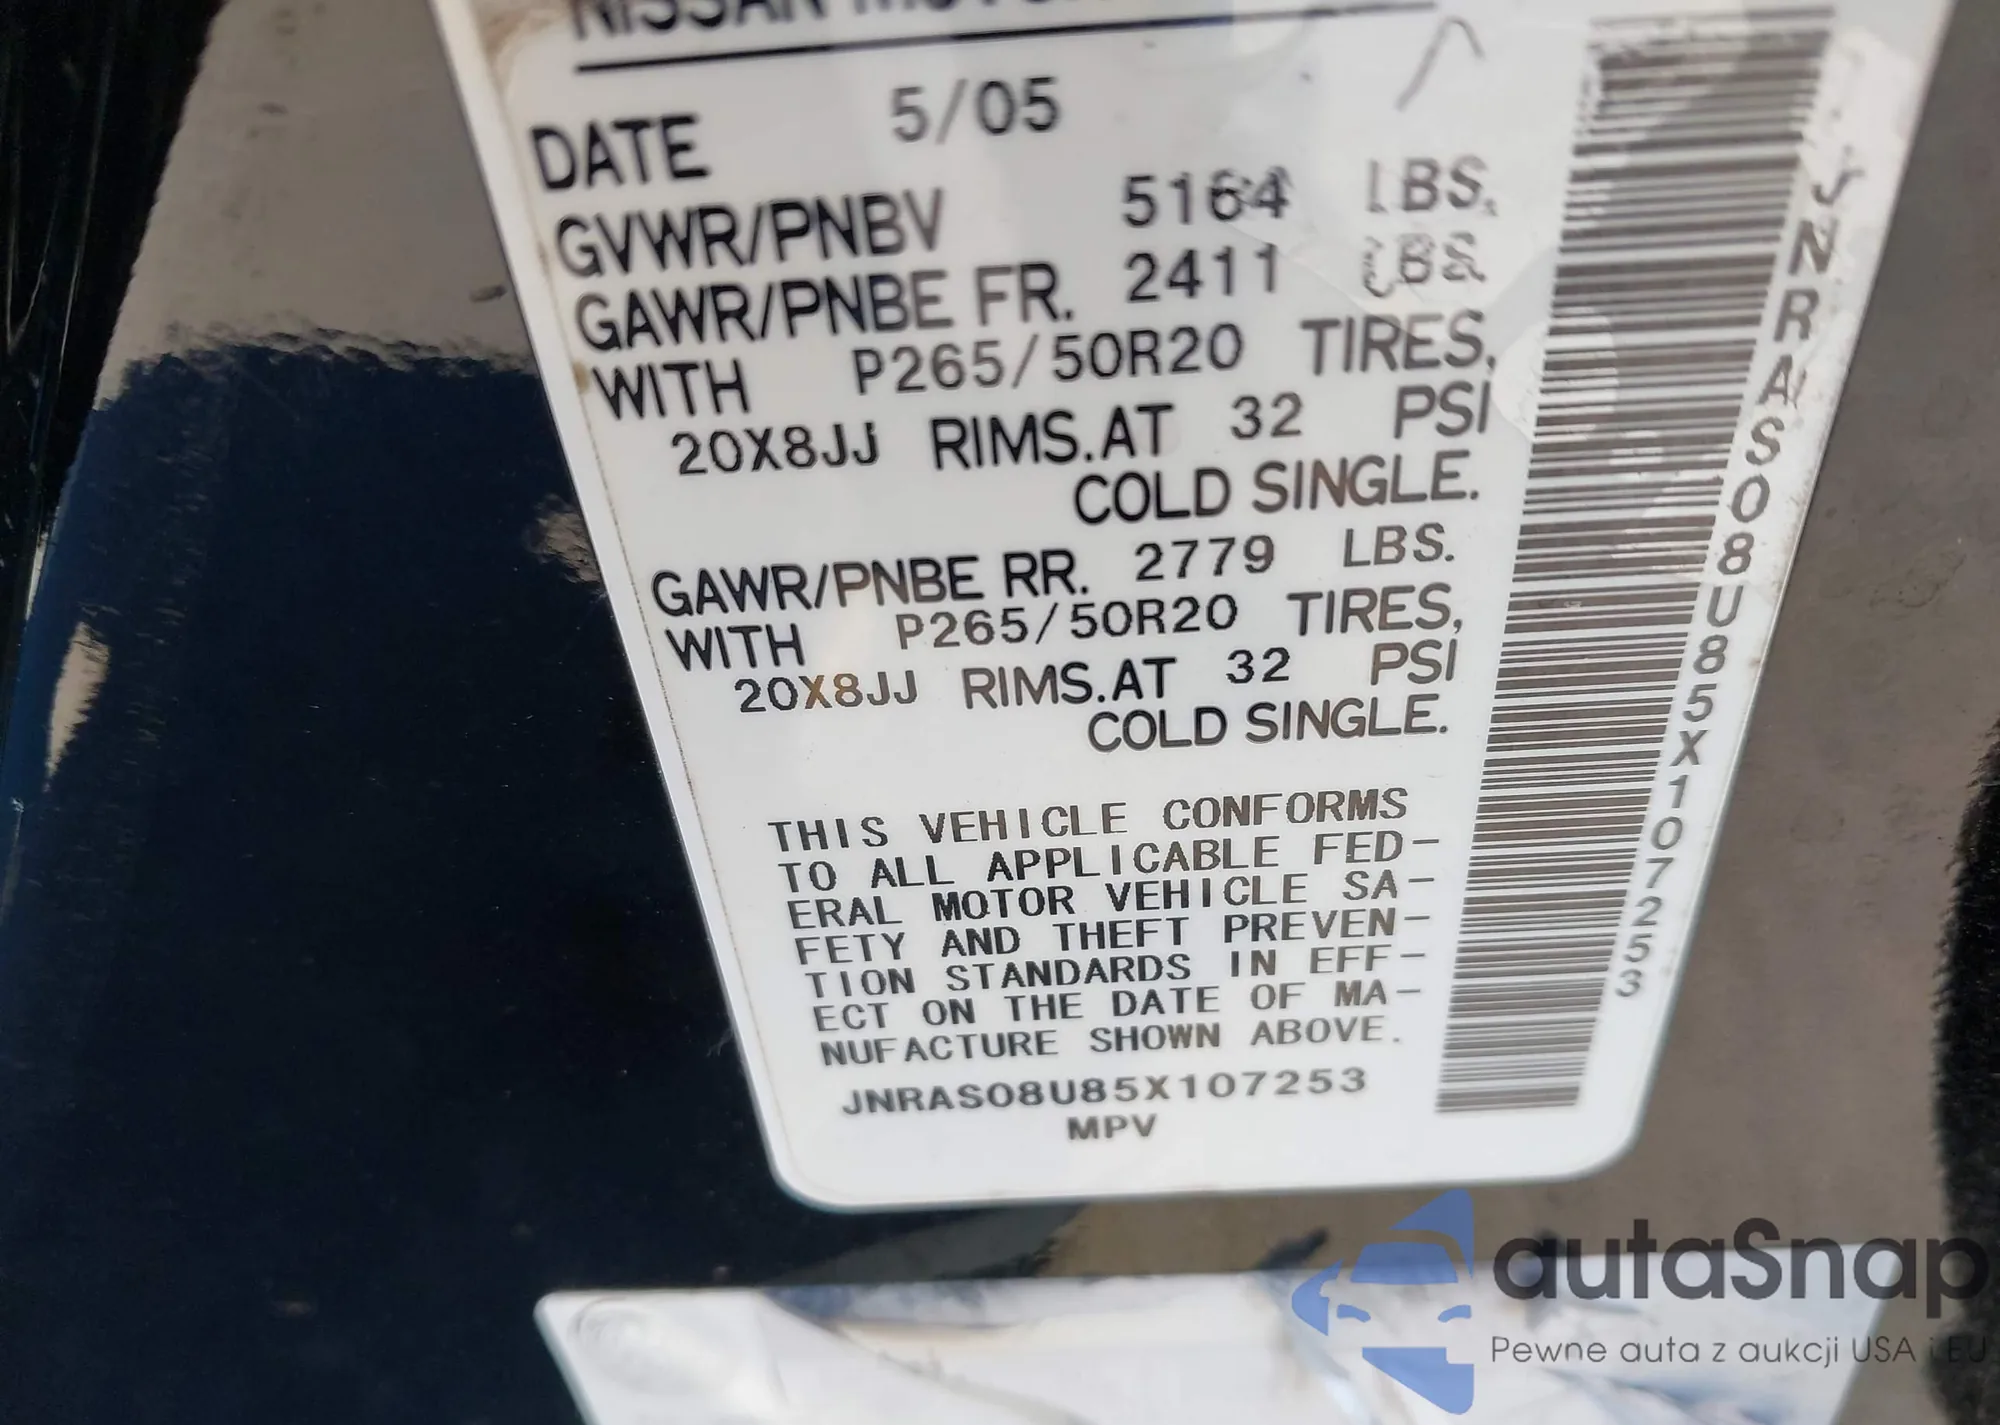 NISSAN MOTOR
DATE 5/05
GVWR/PNBV 5164 LBS.
GAWR/PNBE FR. 2411 LBS.
WITH P265/50R20 TIRES,
20X8JJ RIMS.AT 32 PSI
COLD SINGLE.
GAWR/PNBE RR. 2779 LBS.
WITH P265/50R20 TIRES,
20X8JJ RIMS.AT 32 PSI
COLD SINGLE.
THIS VEHICLE CONFORMS
TO ALL APPLICABLE FED-
ERAL MOTOR VEHICLE SA-
FETY AND THEFT PREVEN-
TION STANDARDS IN EFF-
ECT ON THE DATE OF MA-
NUFACTURE SHOWN ABOVE.
JNRAS08U85X107253
MPV
JNRAS08U85X107253
autaSnap
Pewne auta z aukcji USA i EU